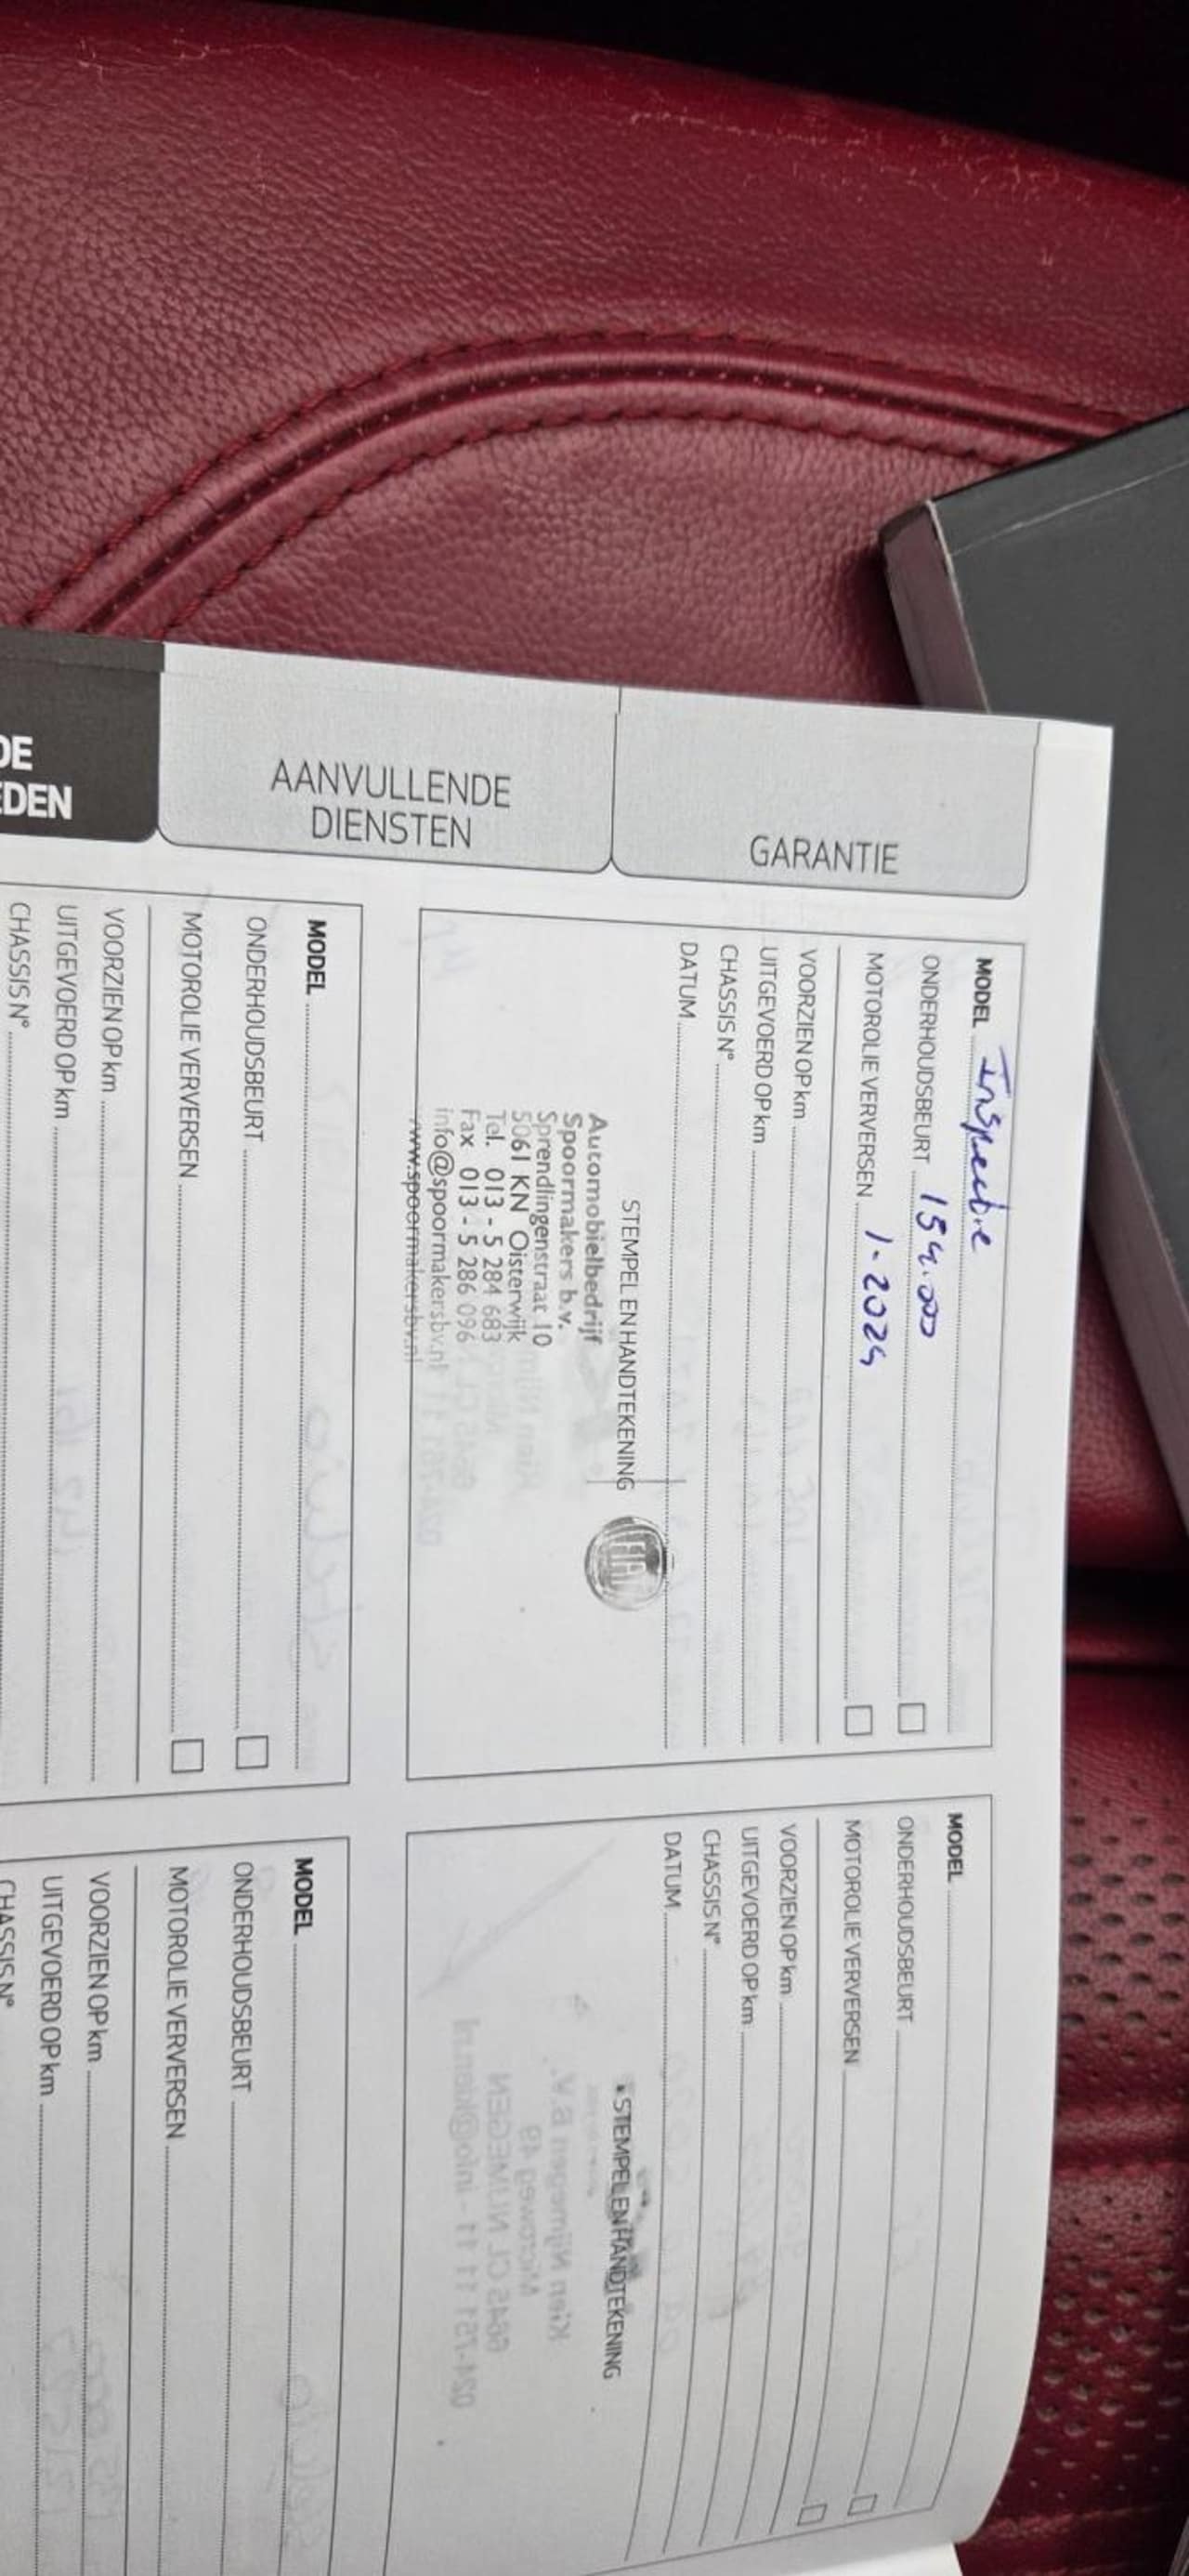 DE
EDEN
AANVULLENDE
DIENSTEN
GARANTIE
MODEL Inspectie
ONDERHOUDSBEURT 154.000
MOTOROLIE VERVERSEN 1-2025
VOORZIEN OP km
UITGEVOERD OP km
CHASSIS N°
DATUM
STEMPEL EN HANDTEKENING
FIAT
Automobielbedrijf
Spoormakers b.v.
Sprendlingenstraat 10
5061 KN Oisterwijk
Tel. 013 - 5 284 683
Fax 013 - 5 286 096
info@spoormakersbv.nl
www.spoormakersbv.nl
MODEL
ONDERHOUDSBEURT
MOTOROLIE VERVERSEN
VOORZIEN OP km
UITGEVOERD OP km
CHASSIS N°
DATUM
STEMPEL EN HANDTEKENING
MODEL
ONDERHOUDSBEURT
MOTOROLIE VERVERSEN
VOORZIEN OP km
UITGEVOERD OP km
CHASSIS N°
MODEL
ONDERHOUDSBEURT
MOTOROLIE VERVERSEN
VOORZIEN OP km
UITGEVOERD OP km
CHASSIS N°